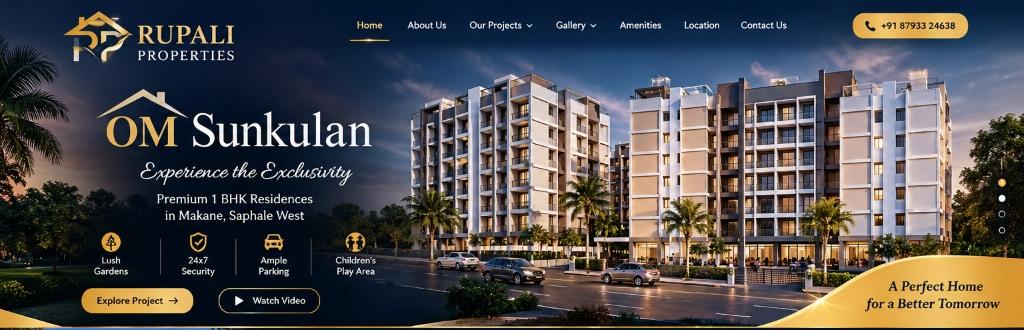 RUPALI
PROPERTIES
Home
About Us
Our Projects
Gallery
Amenities
Location
Contact Us
+91 87933 24638
OM Sunkulan
Experience the Exclusivity
Premium 1 BHK Residences
in Makane, Saphale West
Lush
Gardens
24x7
Security
Ample
Parking
Children's
Play Area
Explore Project →
Watch Video
A Perfect Home
for a Better Tomorrow